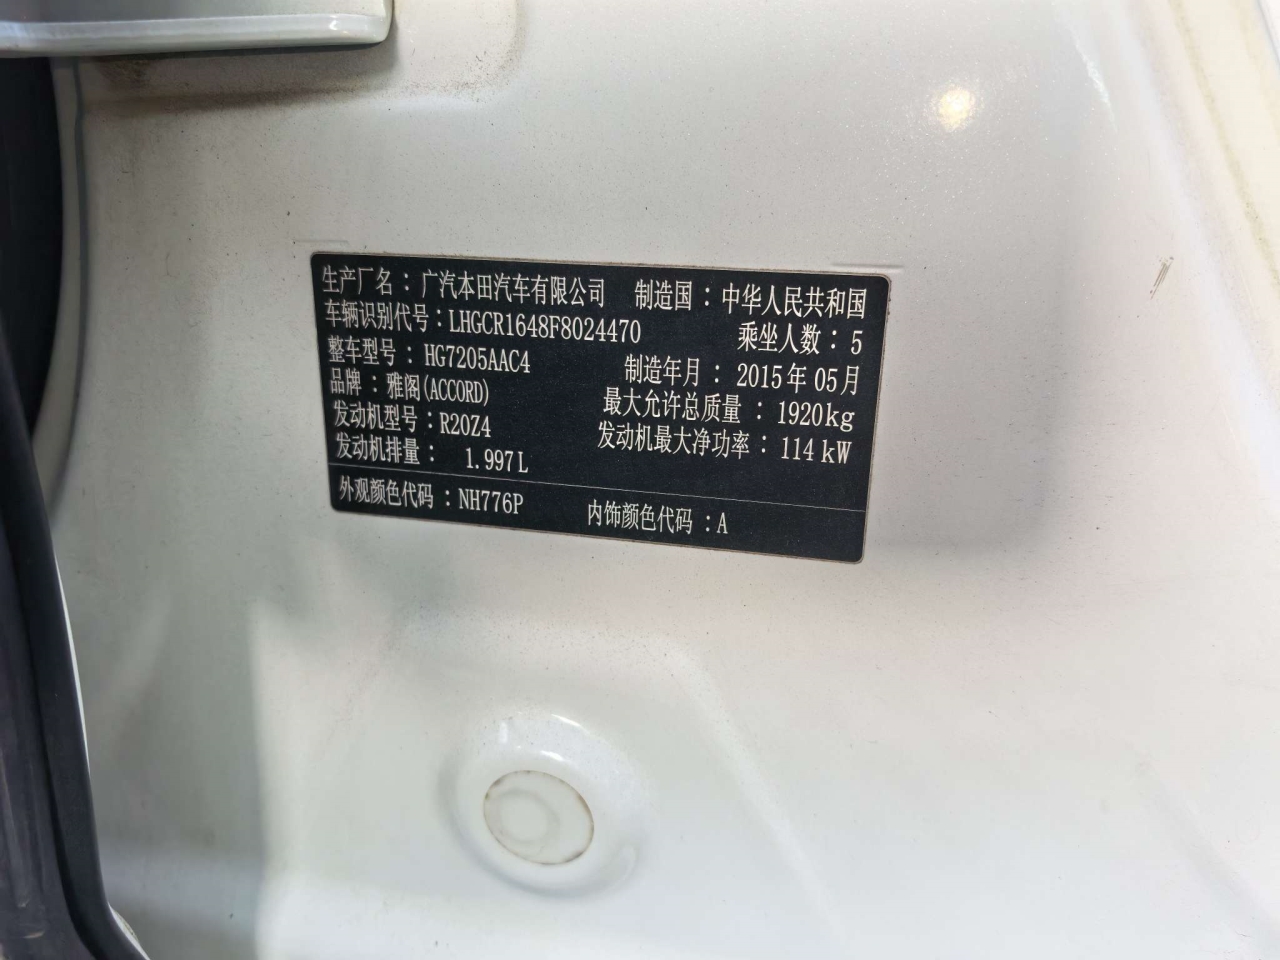 生产厂名：广汽本田汽车有限公司 制造国：中华人民共和国
车辆识别代号：LHGCR1648F8024470 乘坐人数：5
整车型号：HG7205AAC4 制造年月：2015年05月
品牌：雅阁(ACCORD) 最大允许总质量：1920kg
发动机型号：R20Z4 发动机最大净功率：114kW
发动机排量：1.997L
外观颜色代码：NH776P 内饰颜色代码：A